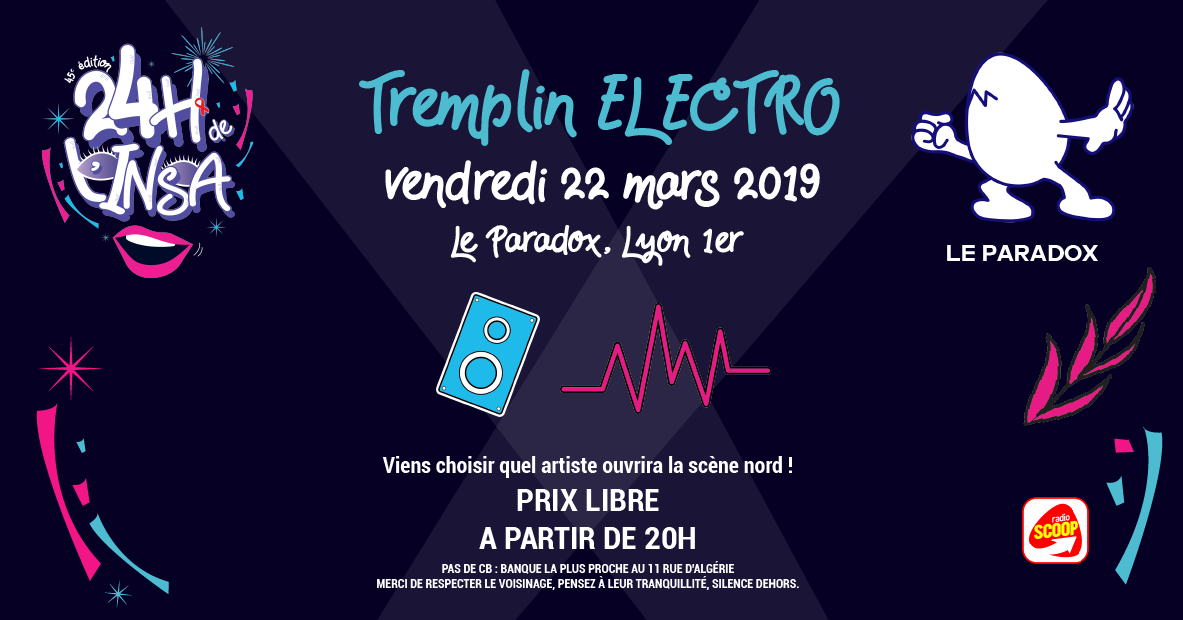 45e édition
24H de
L'INSA
Tremplin ELECTRO
vendredi 22 mars 2019
Le Paradox, Lyon 1er
LE PARADOX
Viens choisir quel artiste ouvrira la scène nord !
PRIX LIBRE
A PARTIR DE 20H
radio
SCOOP
PAS DE CB : BANQUE LA PLUS PROCHE AU 11 RUE D'ALGÉRIE
MERCI DE RESPECTER LE VOISINAGE, PENSEZ À LEUR TRANQUILLITÉ, SILENCE DEHORS.